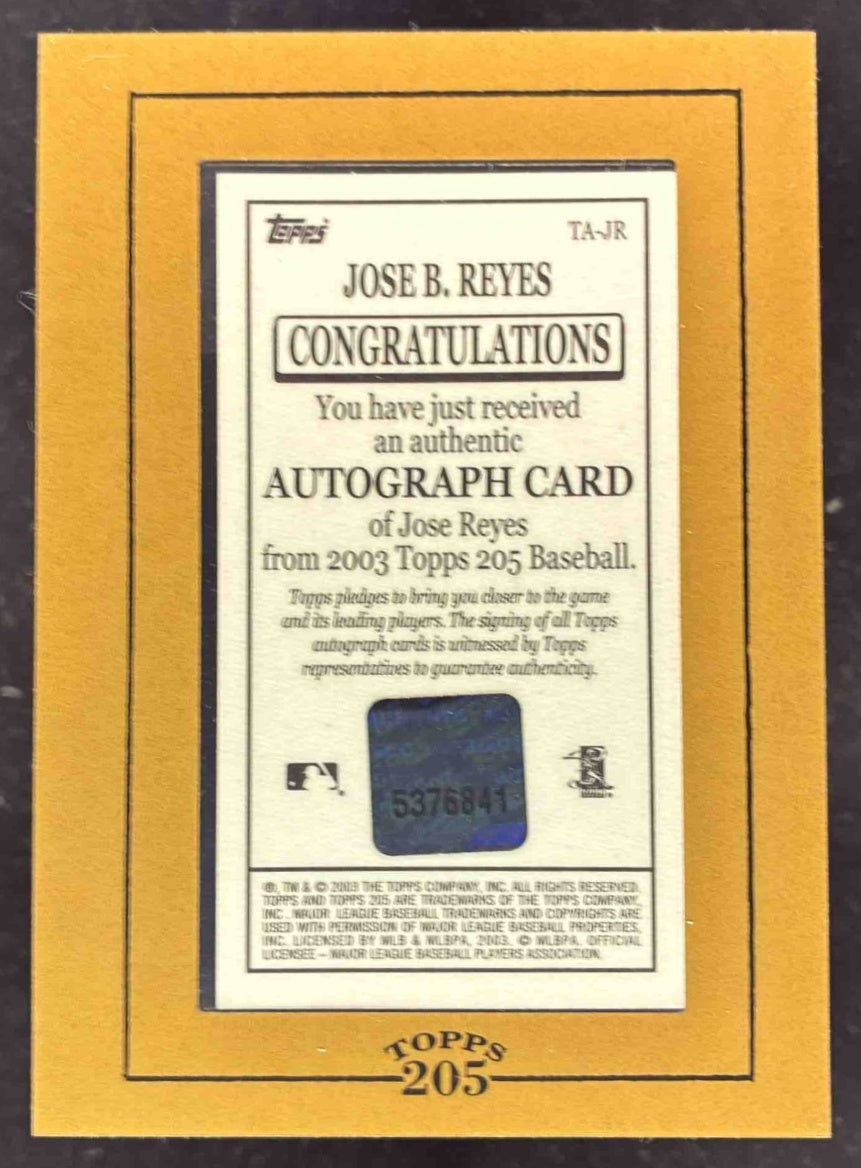 Topps
TA-JR
JOSE B. REYES
CONGRATULATIONS
You have just received
an authentic
AUTOGRAPH CARD
of Jose Reyes
from 2003 Topps 205 Baseball.
Topps pledges to bring you closer to the game
and its leading players. The signing of all Topps
autograph cards is witnessed by Topps
representatives to guarantee authenticity.
5376841
®, TM & © 2003 THE TOPPS COMPANY, INC. ALL RIGHTS RESERVED.
TOPPS AND TOPPS 205 ARE TRADEMARKS OF THE TOPPS COMPANY,
INC. MAJOR LEAGUE BASEBALL TRADEMARKS AND COPYRIGHTS ARE
USED WITH PERMISSION OF MAJOR LEAGUE BASEBALL PROPERTIES,
INC. LICENSED BY MLB & MLBPA, 2003. © MLBPA. OFFICIAL
LICENSEE – MAJOR LEAGUE BASEBALL PLAYERS ASSOCIATION.
TOPPS
205